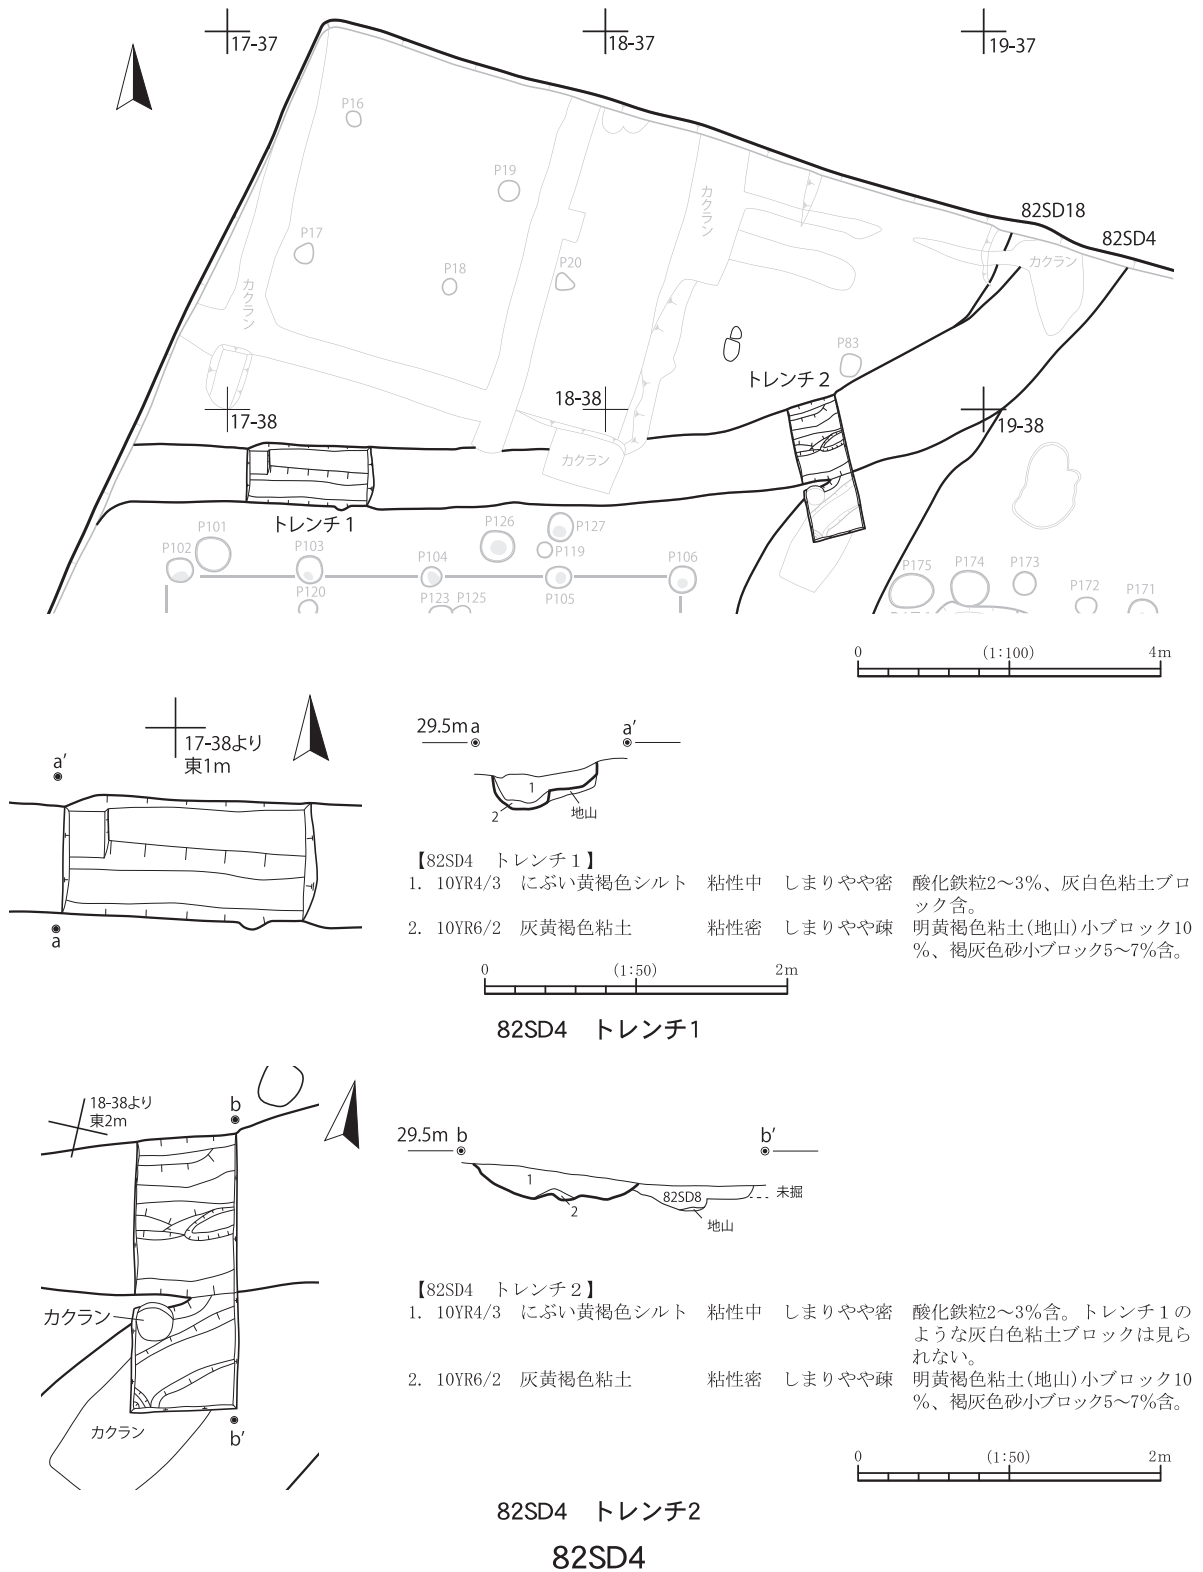 17-37
18-37
19-37
P16
P19
P17
P18
P20
カクラン
カクラン
82SD18
82SD4
カクラン
P83
トレンチ 2
17-38
18-38
19-38
カクラン
トレンチ 1
P101
P102
P103
P104
P126
P127
P119
P105
P106
P120
P123
P125
P175
P174
P173
P172
P171
0 (1:100) 4m
17-38より
東1m
a′
a
29.5m a a′
1
2
地山
【82SD4 トレンチ１】
1. 10YR4/3 にぶい黄褐色シルト 粘性中 しまりやや密 酸化鉄粒2〜3%、灰白色粘土ブロ
ック含。
2. 10YR6/2 灰黄褐色粘土 粘性密 しまりやや疎 明黄褐色粘土(地山)小ブロック10
%、褐灰色砂小ブロック5〜7%含。
0 (1:50) 2m
82SD4 トレンチ1
18-38より
東2m
b
カクラン
カクラン
b′
29.5m b b′
1
2
82SD8
未掘
地山
【82SD4 トレンチ２】
1. 10YR4/3 にぶい黄褐色シルト 粘性中 しまりやや密 酸化鉄粒2〜3%含。トレンチ１の
ような灰白色粘土ブロックは見ら
れない。
2. 10YR6/2 灰黄褐色粘土 粘性密 しまりやや疎 明黄褐色粘土(地山)小ブロック10
%、褐灰色砂小ブロック5〜7%含。
0 (1:50) 2m
82SD4 トレンチ2
82SD4